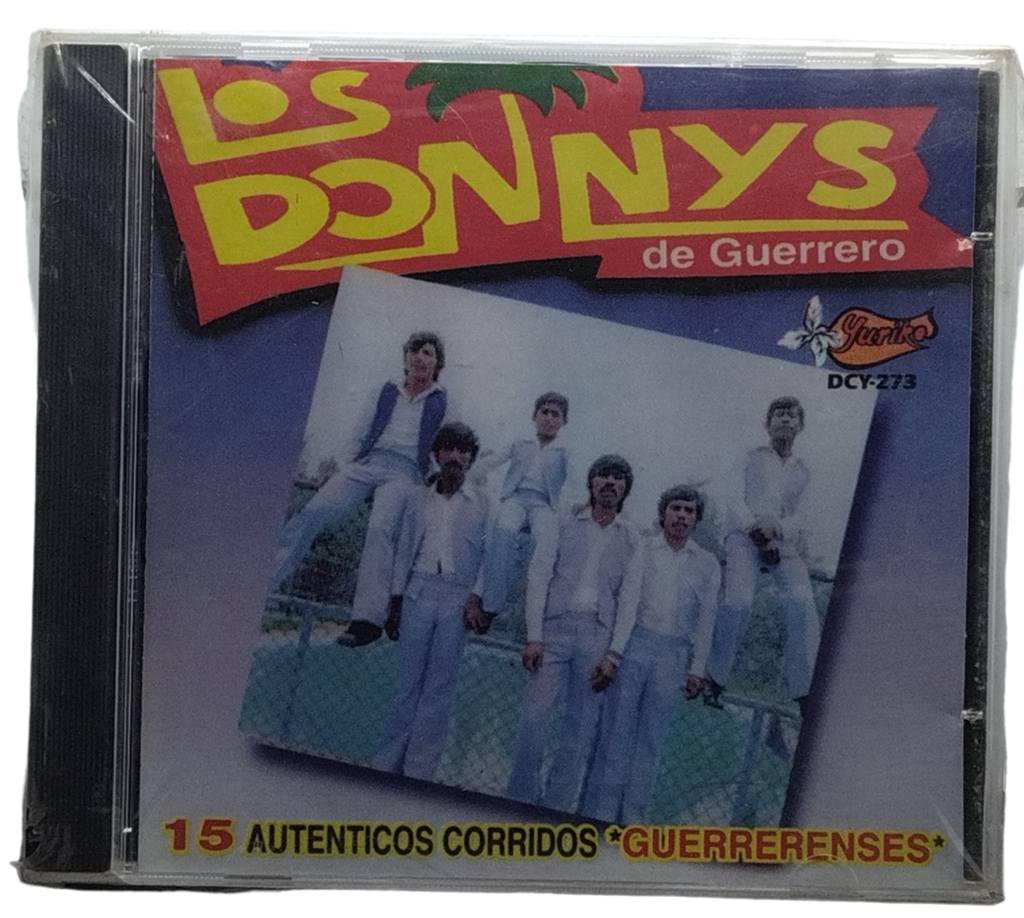 LOS
DONNYS
de Guerrero
Yuriko
DCY-273
15 AUTENTICOS CORRIDOS *GUERRERENSES*